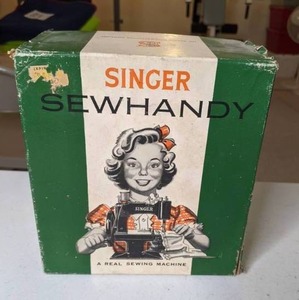 SINGER
SEWHANDY
SINGER
A REAL SEWING MACHINE